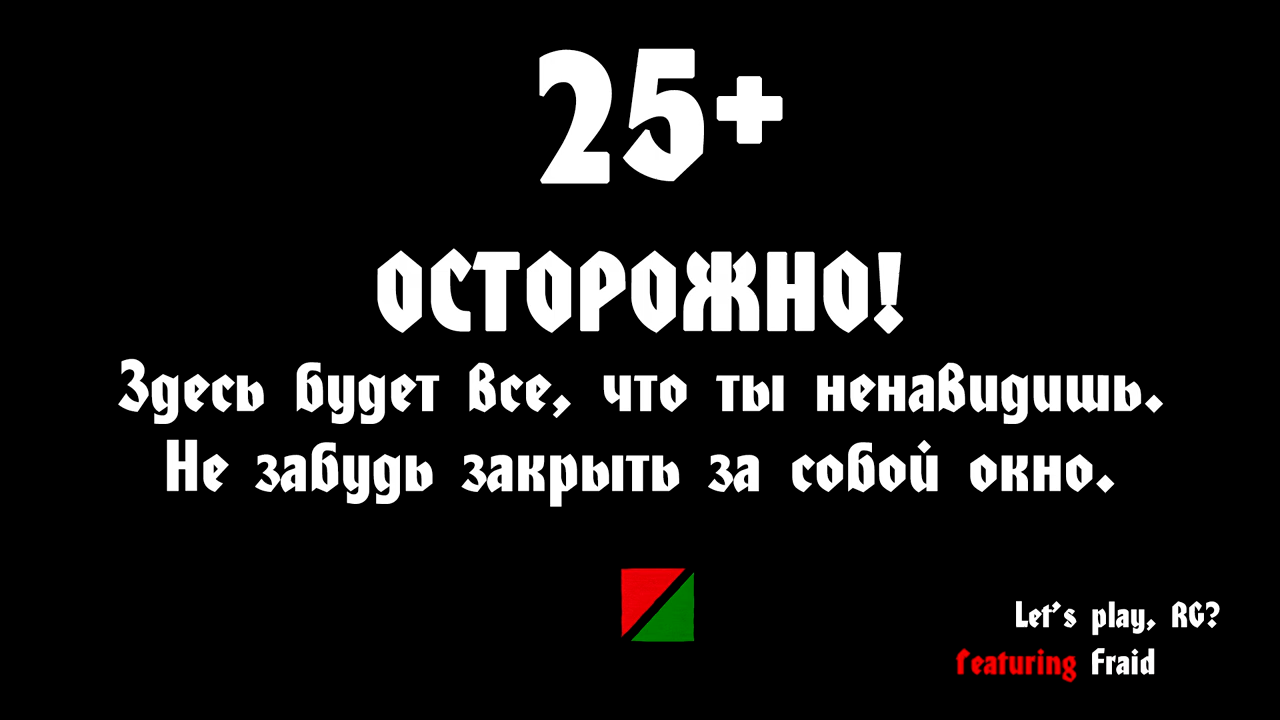 25+
ОСТОРОЖНО!
Здесь будет все, что ты ненавидишь.
Не забудь закрыть за собой окно.
Let's play, RG?
featuring Fraid